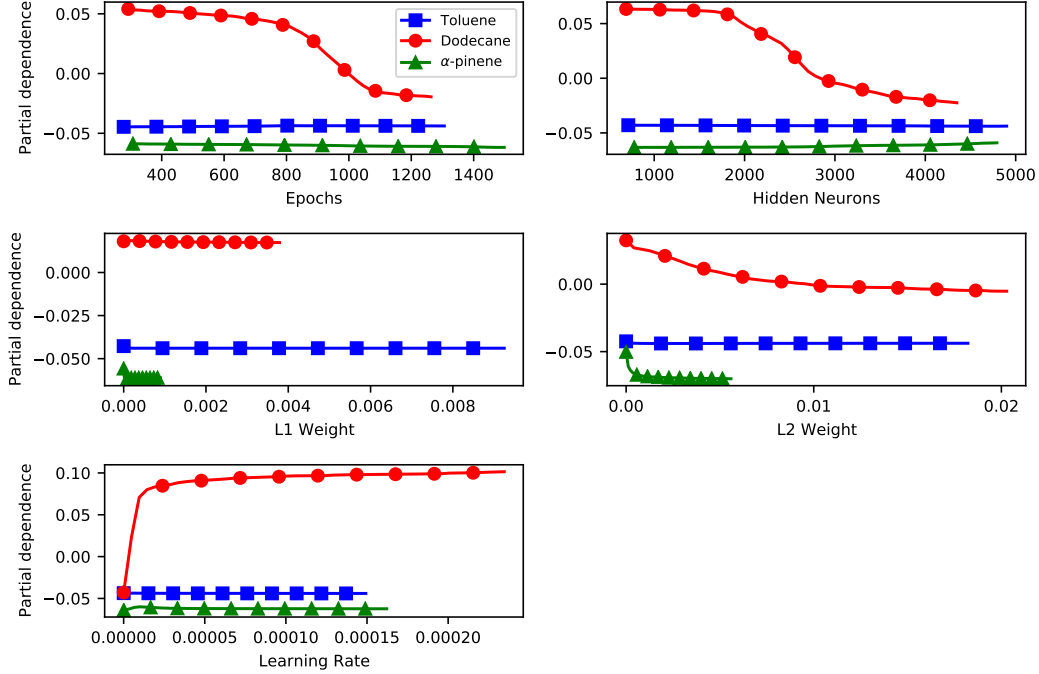 Partial dependence
0.05
0.00
−0.05
400 600 800 1000 1200 1400
Epochs
Toluene
Dodecane
α-pinene
0.05
0.00
−0.05
1000 2000 3000 4000 5000
Hidden Neurons
Partial dependence
0.000
−0.025
−0.050
0.000 0.002 0.004 0.006 0.008
L1 Weight
0.00
−0.05
0.00 0.01 0.02
L2 Weight
Partial dependence
0.10
0.05
0.00
−0.05
0.00000 0.00005 0.00010 0.00015 0.00020
Learning Rate